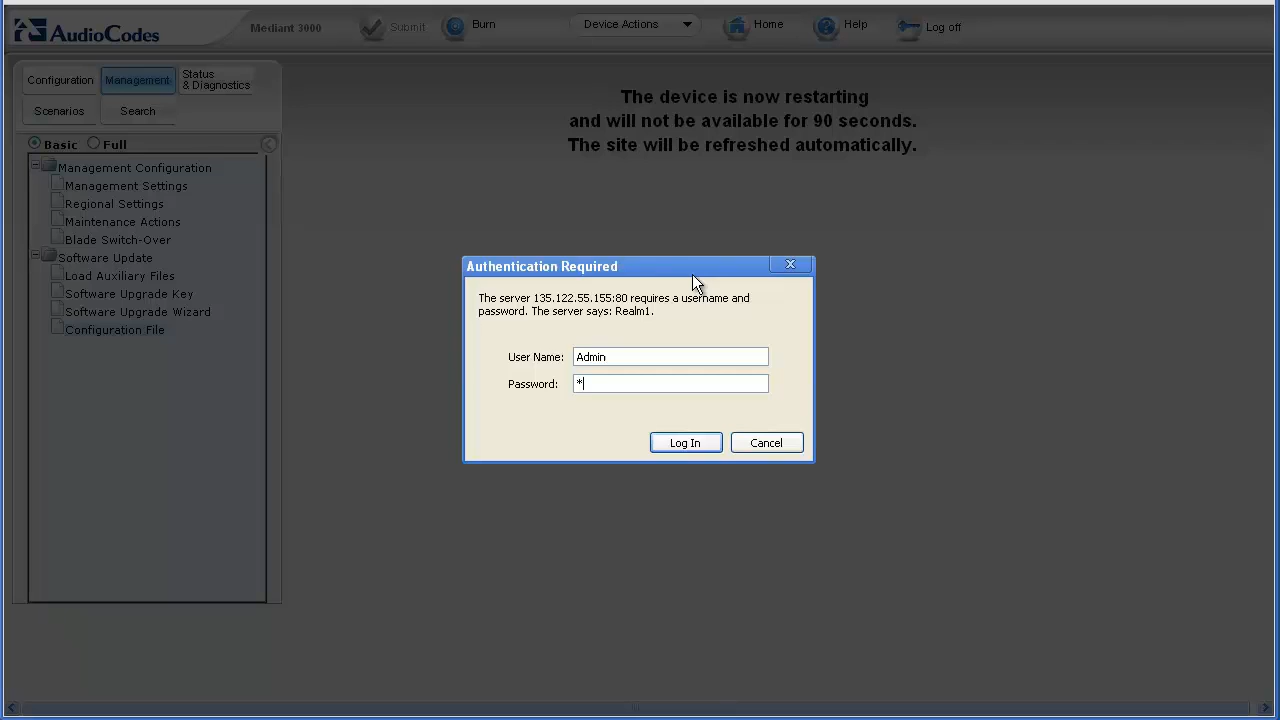 AudioCodes
Mediant 3000
Submit
Burn
Device Actions
Home
Help
Log off
Configuration
Management
Status
& Diagnostics
Scenarios
Search
Basic
Full
Management Configuration
Management Settings
Regional Settings
Maintenance Actions
Blade Switch-Over
Software Update
Load Auxiliary Files
Software Upgrade Key
Software Upgrade Wizard
Configuration File
The device is now restarting
and will not be available for 90 seconds.
The site will be refreshed automatically.
Authentication Required
The server 135.122.55.155:80 requires a username and
password. The server says: Realm1.
User Name: Admin
Password: *
Log In
Cancel